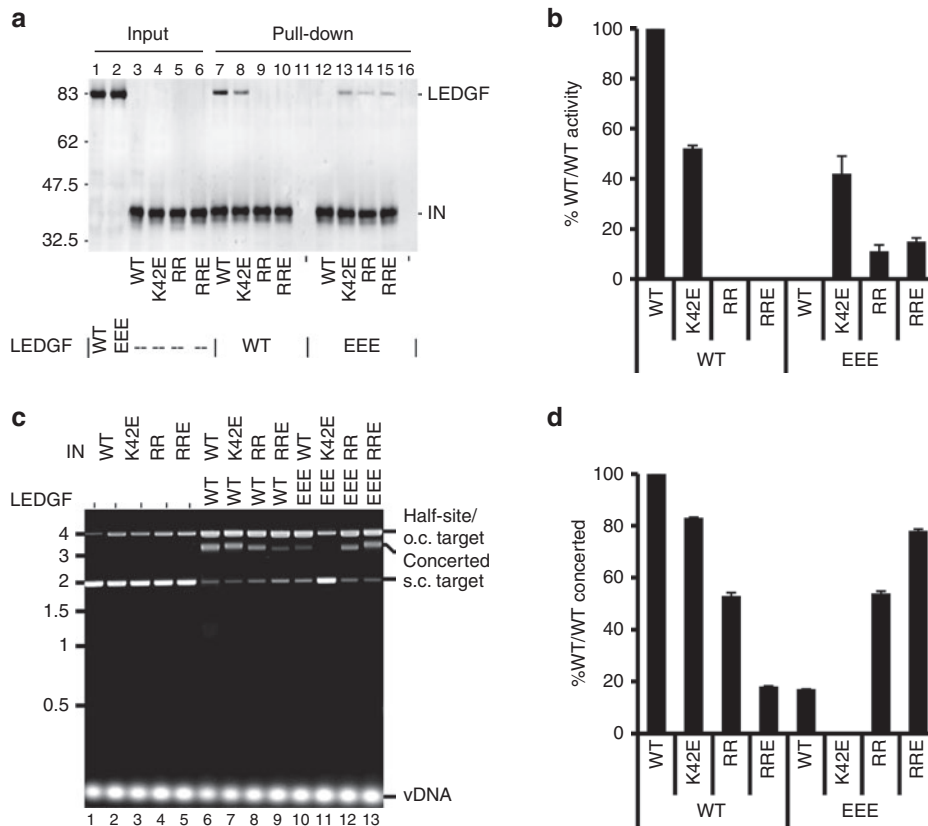 a
Input Pull-down
1 2 3 4 5 6 7 8 9 10 11 12 13 14 15 16
83 LEDGF
62
47.5
IN
32.5
WT K42E RR RRE WT K42E RR RRE WT K42E RR RRE
LEDGF WT EEE -- -- -- -- WT EEE
b
% WT/WT activity
100
80
60
40
20
0
WT K42E RR RRE WT K42E RR RRE
WT EEE
c
IN WT K42E RR RRE WT K42E RR RRE WT K42E RR RRE
LEDGF - - - - - WT WT WT WT EEE EEE EEE EEE
4 Half-site/
o.c. target
3 Concerted
2 s.c. target
1.5
1
0.5
vDNA
1 2 3 4 5 6 7 8 9 10 11 12 13
d
%WT/WT concerted
100
80
60
40
20
0
WT K42E RR RRE WT K42E RR RRE
WT EEE